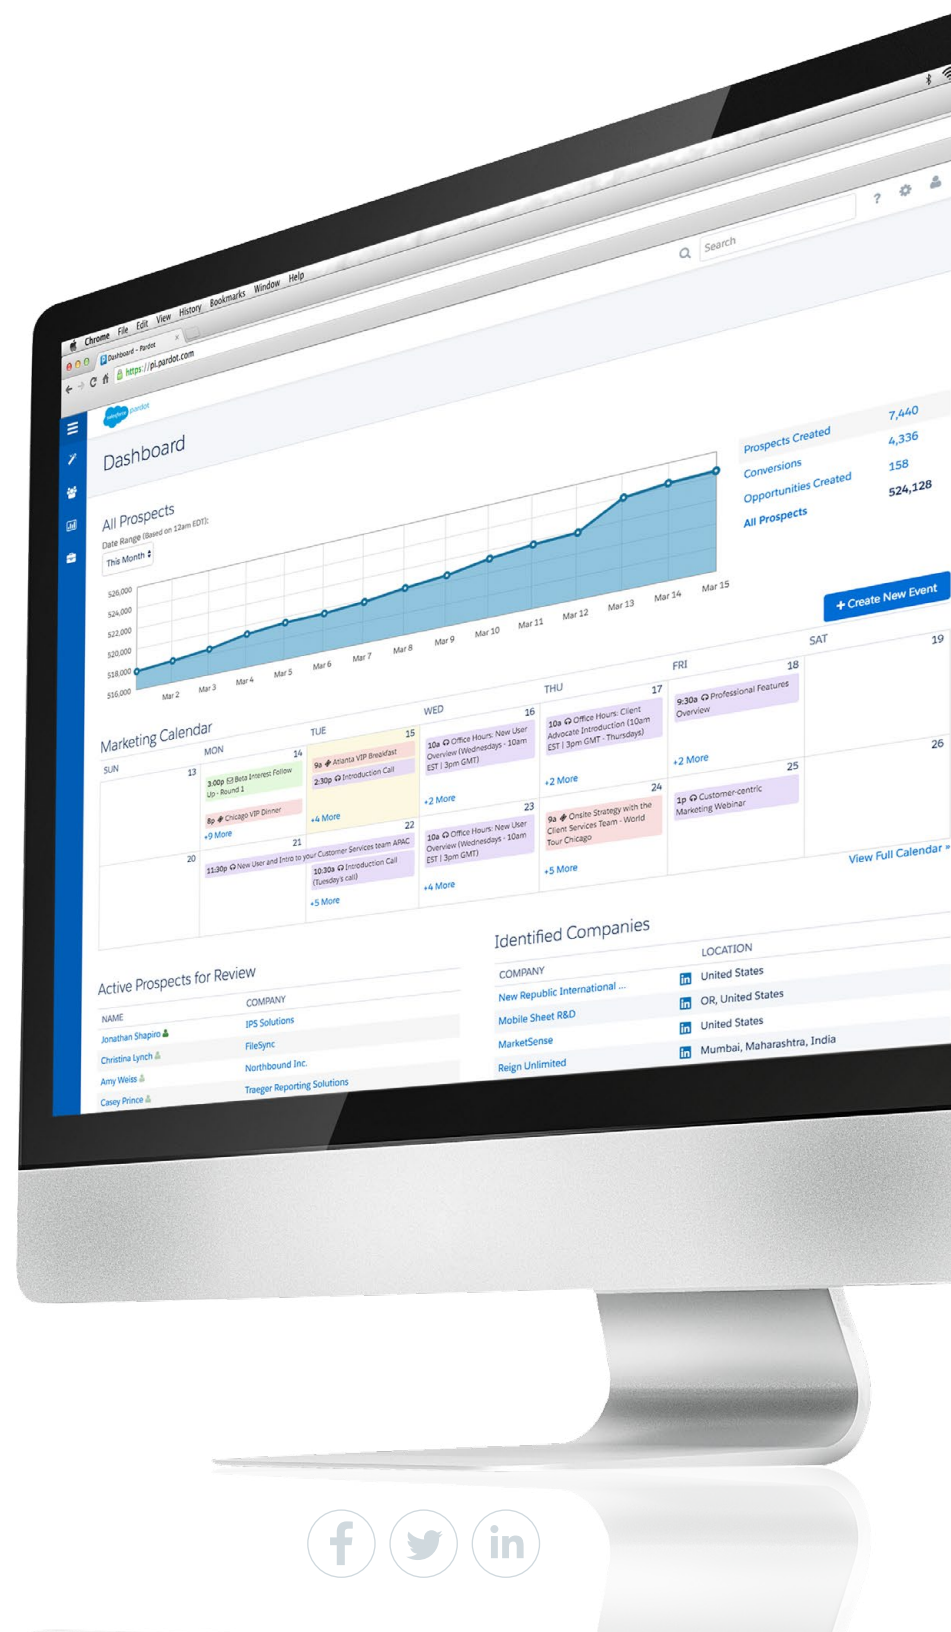 Chrome File Edit View History Bookmarks Window Help
Dashboard – Pardot
https://pi.pardot.com
salesforce pardot
Search
?
Dashboard
All Prospects
Date Range (Based on 12am EDT):
This Month
526,000
524,000
522,000
520,000
518,000
516,000
Mar 2 Mar 3 Mar 4 Mar 5 Mar 6 Mar 7 Mar 8 Mar 9 Mar 10 Mar 11 Mar 12 Mar 13 Mar 14 Mar 15
Prospects Created 7,440
Conversions 4,336
Opportunities Created 158
All Prospects 524,128
+ Create New Event
Marketing Calendar
SUN MON TUE WED THU FRI SAT
13
14
3:00p Beta Interest Follow
Up - Round 1
8p Chicago VIP Dinner
+9 More
15
9a Atlanta VIP Breakfast
2:30p Introduction Call
+4 More
16
10a Office Hours: New User
Overview (Wednesdays - 10am
EST | 3pm GMT)
+2 More
17
10a Office Hours: Client
Advocate Introduction (10am
EST | 3pm GMT - Thursdays)
+2 More
18
9:30a Professional Features
Overview
+2 More
19
20
21
11:30p New User and Intro to your Customer Services team APAC
22
10:30a Introduction Call
(Tuesday's call)
+5 More
23
10a Office Hours: New User
Overview (Wednesdays - 10am
EST | 3pm GMT)
+4 More
24
9a Onsite Strategy with the
Client Services Team - World
Tour Chicago
+5 More
25
1p Customer-centric
Marketing Webinar
26
View Full Calendar »
Active Prospects for Review
NAME COMPANY
Jonathan Shapiro IPS Solutions
Christina Lynch FileSync
Amy Weiss Northbound Inc.
Casey Prince Traeger Reporting Solutions
Identified Companies
COMPANY LOCATION
New Republic International ... in United States
Mobile Sheet R&D in OR, United States
MarketSense in United States
Reign Unlimited in Mumbai, Maharashtra, India
f in